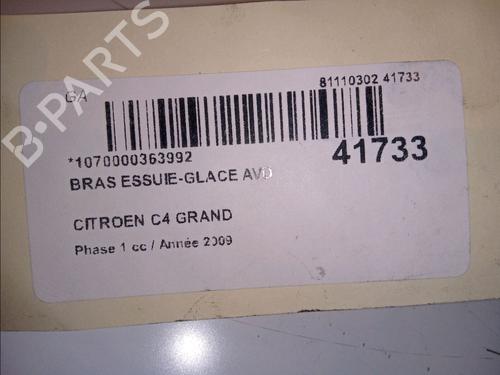 B-PARTS
GA
81110302 41733
*1070000363992
41733
BRAS ESSUIE-GLACE AVD
CITROEN C4 GRAND
Phase 1 cc / Année 2009